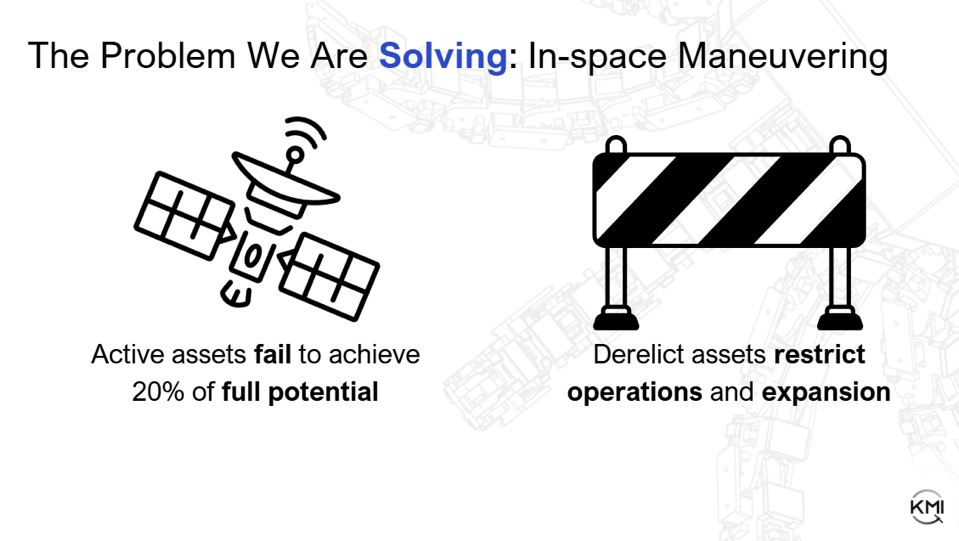 The Problem We Are Solving: In-space Maneuvering
Active assets fail to achieve
20% of full potential
Derelict assets restrict
operations and expansion
KMI